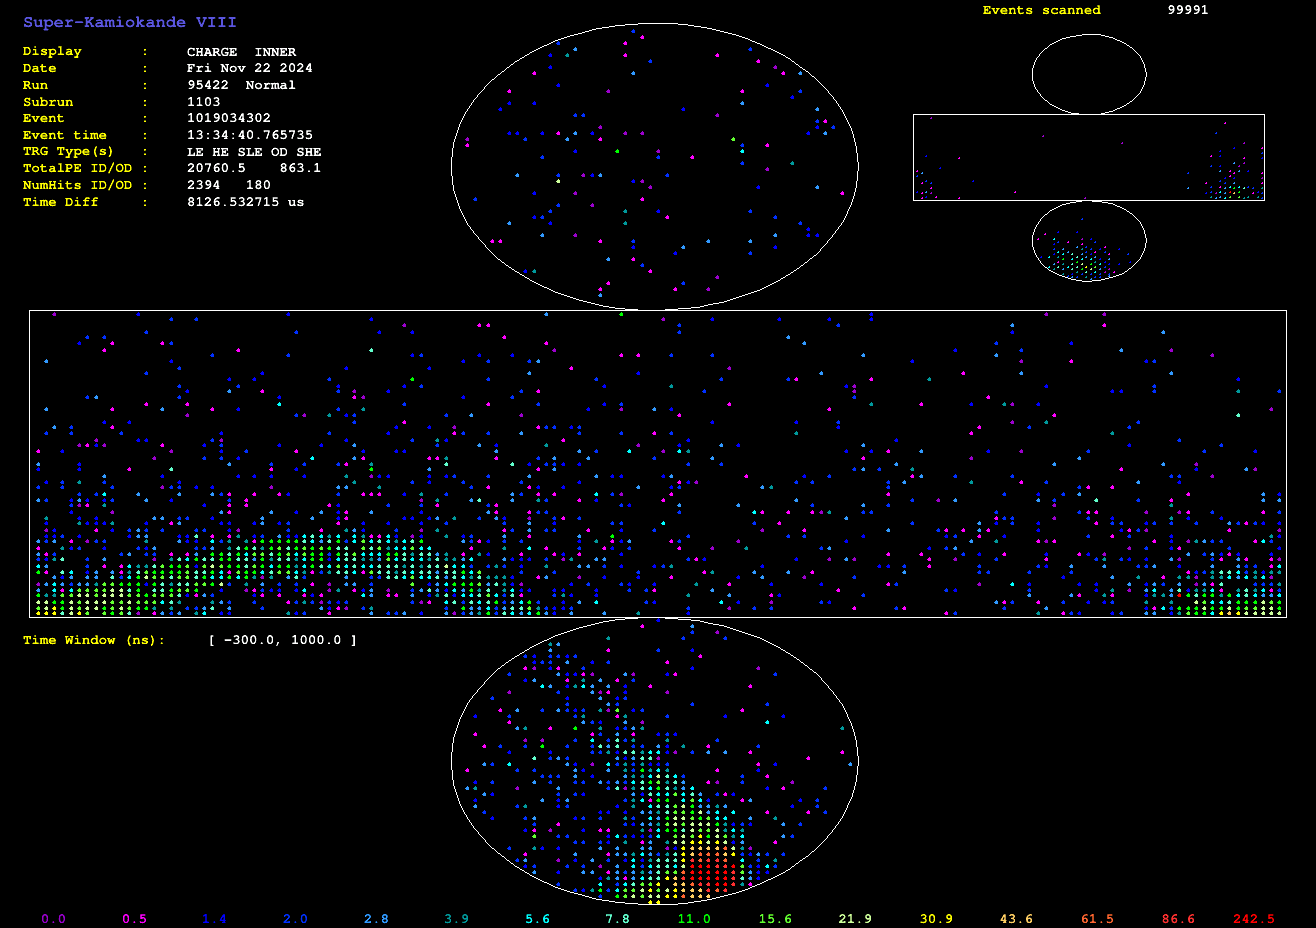 Super-Kamiokande VIII
Events scanned 99991
Display : CHARGE INNER
Date : Fri Nov 22 2024
Run : 95422 Normal
Subrun : 1103
Event : 1019034302
Event time : 13:34:40.765735
TRG Type(s) : LE HE SLE OD SHE
TotalPE ID/OD : 20760.5 863.1
NumHits ID/OD : 2394 180
Time Diff : 8126.532715 us
Time Window (ns): [ -300.0, 1000.0 ]
0.0 0.5 1.4 2.0 2.8 3.9 5.6 7.8 11.0 15.6 21.9 30.9 43.6 61.5 86.6 242.5